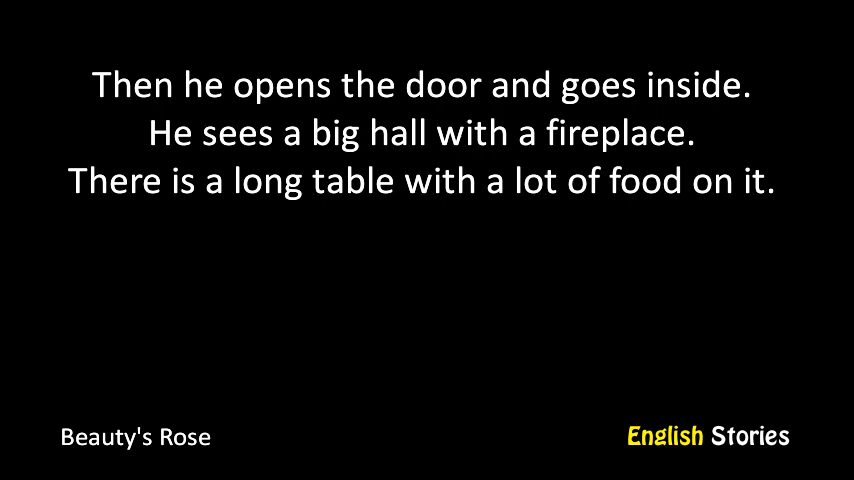 Then he opens the door and goes inside.
He sees a big hall with a fireplace.
There is a long table with a lot of food on it.
Beauty's Rose
English Stories